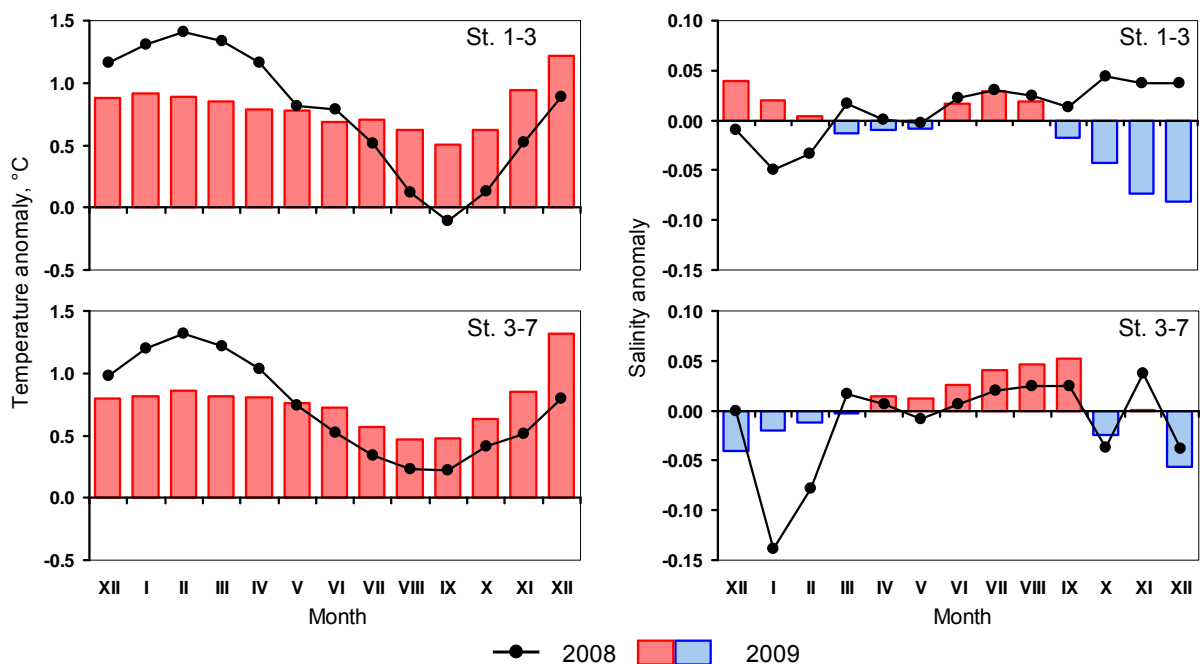 Temperature anomaly, °C
1.5
1.0
0.5
0.0
-0.5
St. 1-3
1.5
1.0
0.5
0.0
-0.5
St. 3-7
XII I II III IV V VI VII VIII IX X XI XII
Month
Salinity anomaly
0.10
0.05
0.00
-0.05
-0.10
-0.15
St. 1-3
0.10
0.05
0.00
-0.05
-0.10
-0.15
St. 3-7
XII I II III IV V VI VII VIII IX X XI XII
Month
2008 2009